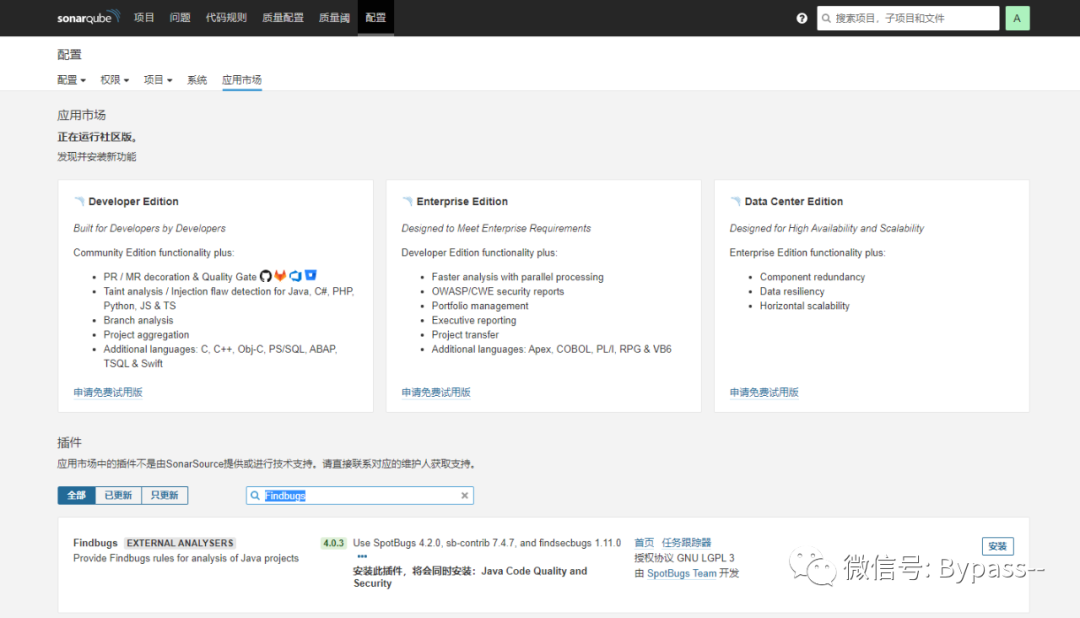 sonarqube 项目 问题 代码规则 质量配置 质量阈 配置 搜索项目, 子项目和文件 A
配置
配置 权限 项目 系统 应用市场
应用市场
正在运行社区版。
发现并安装新功能
Developer Edition
Built for Developers by Developers
Community Edition functionality plus:
PR / MR decoration & Quality Gate
Taint analysis / Injection flaw detection for Java, C#, PHP,
Python, JS & TS
Branch analysis
Project aggregation
Additional languages: C, C++, Obj-C, PS/SQL, ABAP,
TSQL & Swift
申请免费试用版
Enterprise Edition
Designed to Meet Enterprise Requirements
Developer Edition functionality plus:
Faster analysis with parallel processing
OWASP/CWE security reports
Portfolio management
Executive reporting
Project transfer
Additional languages: Apex, COBOL, PL/I, RPG & VB6
申请免费试用版
Data Center Edition
Designed for High Availability and Scalability
Enterprise Edition functionality plus:
Component redundancy
Data resiliency
Horizontal scalability
申请免费试用版
插件
应用市场中的插件不是由SonarSource提供或进行技术支持。请直接联系对应的维护人获取支持。
全部 已更新 只更新 Findbugs
Findbugs EXTERNAL ANALYSERS
Provide Findbugs rules for analysis of Java projects
4.0.3 Use SpotBugs 4.2.0, sb-contrib 7.4.7, and findsecbugs 1.11.0
安装此插件，将会同时安装：Java Code Quality and
Security
首页 任务跟踪器
授权协议 GNU LGPL 3
由 SpotBugs Team 开发
安装
微信号: Bypass--